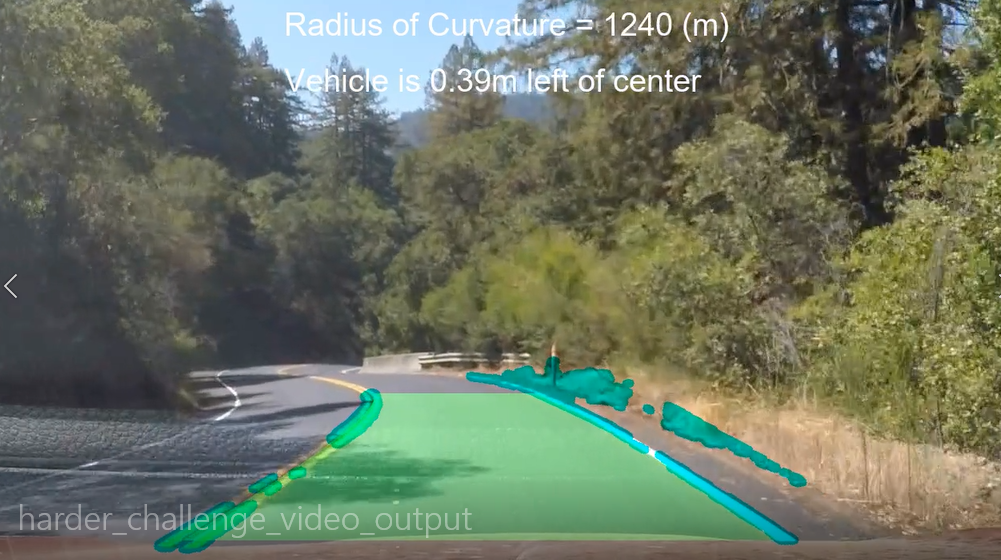 Radius of Curvature = 1240 (m)
Vehicle is 0.39m left of center
harder_challenge_video_output